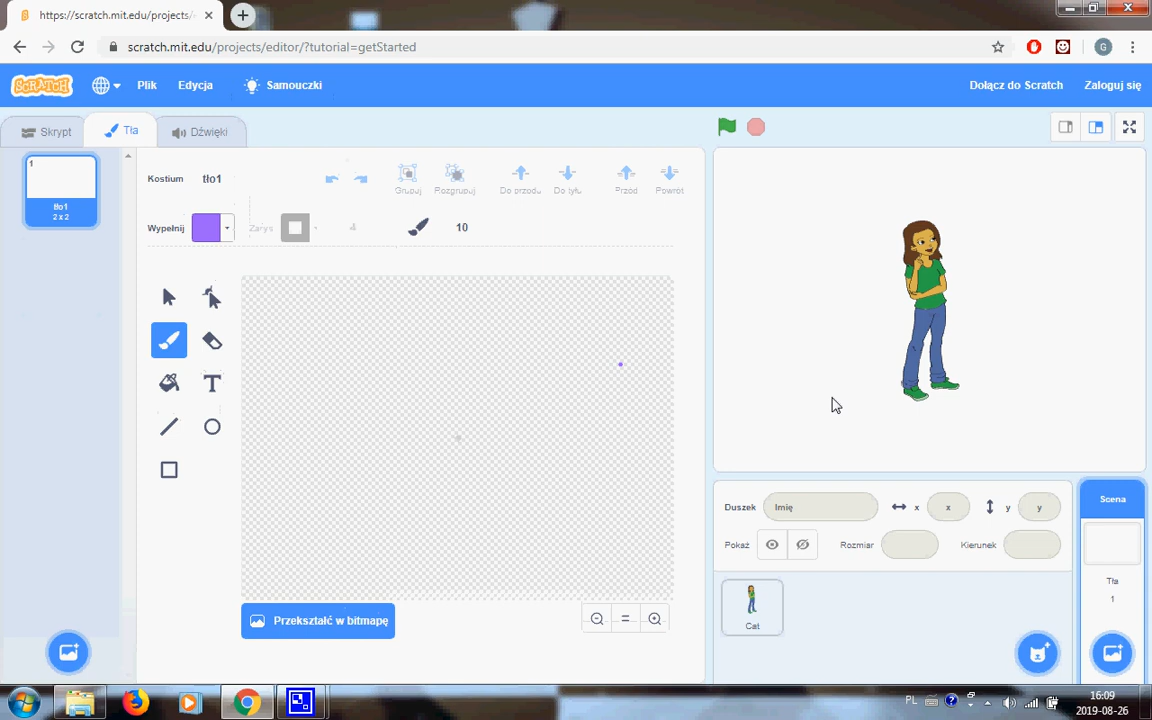 https://scratch.mit.edu/projects/
scratch.mit.edu/projects/editor/?tutorial=getStarted
G
SCRATCH
Plik
Edycja
Samouczki
Dołącz do Scratch
Zaloguj się
Skrypt
Tła
Dźwięki
1
tło1
2 x 2
Kostium
tło1
Grupuj
Rozgrupuj
Do przodu
Do tyłu
Przód
Powrót
Wypełnij
Zarys
10
T
Przekształć w bitmapę
Duszek
Imię
x
x
y
y
Pokaż
Rozmiar
Kierunek
Cat
Scena
Tła
1
PL
16:09
2019-08-26